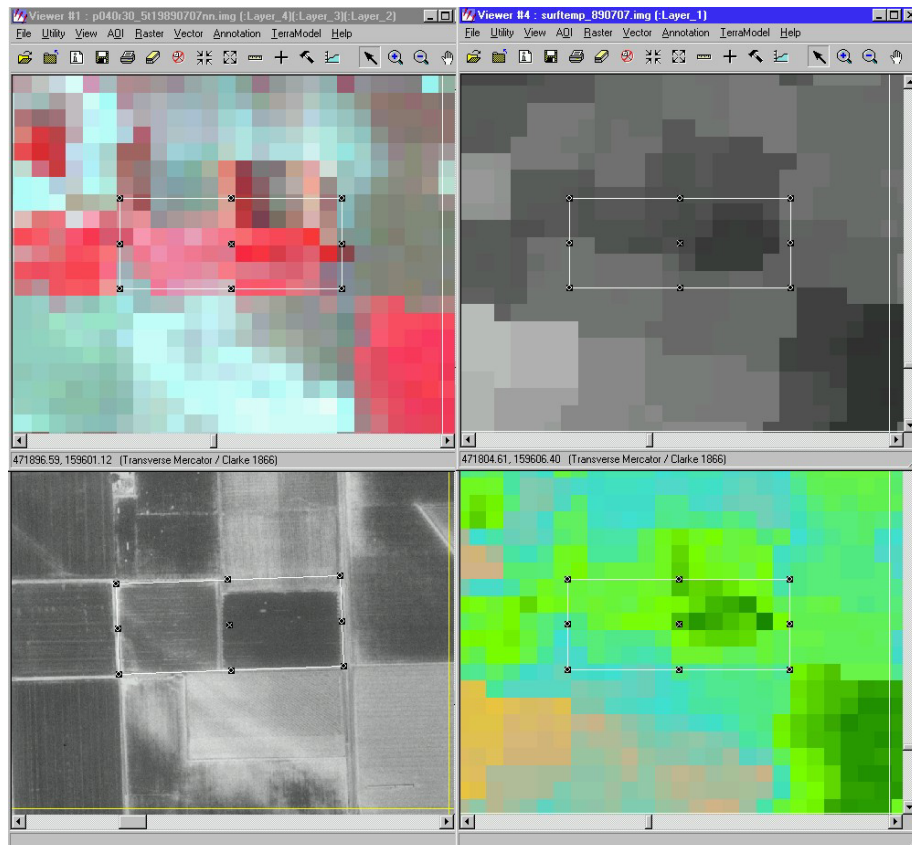 Viewer #1 : p040r30_5t19890707nn.img (:Layer_4)(:Layer_3)(:Layer_2)
File Utility View AOI Raster Vector Annotation TerraModel Help
471896.59, 159601.12 (Transverse Mercator / Clarke 1866)
Viewer #4 : surftemp_890707.img (:Layer_1)
File Utility View AOI Raster Vector Annotation TerraModel Help
471804.61, 159606.40 (Transverse Mercator / Clarke 1866)